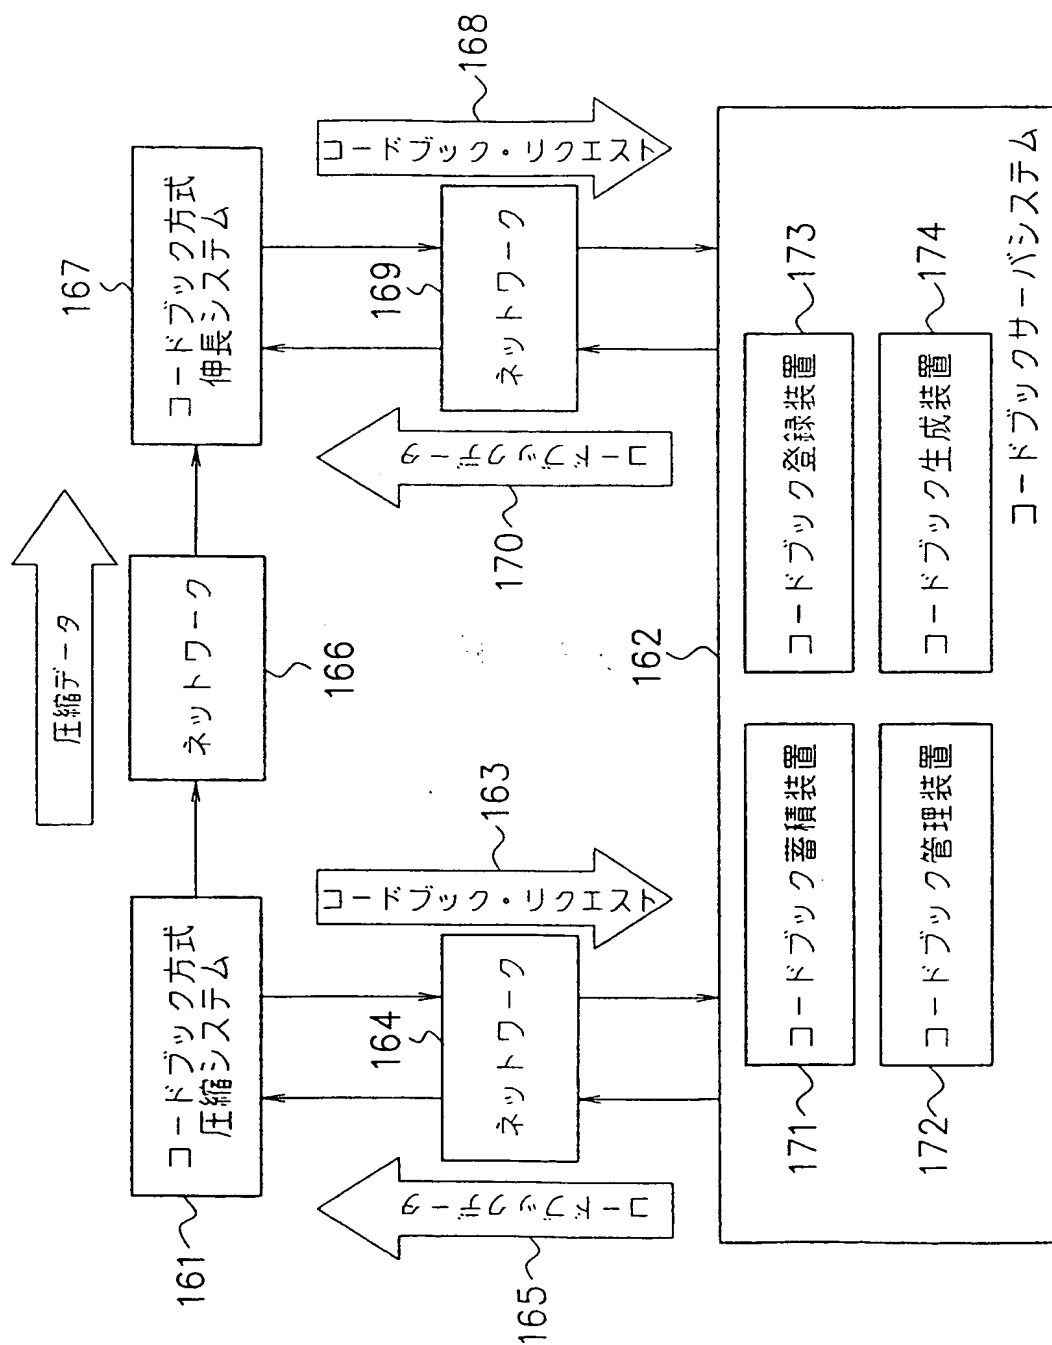 圧縮データ
161
コードブック方式
圧縮システム
ネットワーク
166
167
コードブック方式
伸長システム
165
コードブックデータ
164
ネットワーク
コードブック・リクエスト
163
170
コードブックデータ
169
ネットワーク
コードブック・リクエスト
168
162
171
コードブック蓄積装置
コードブック登録装置
173
172
コードブック管理装置
コードブック生成装置
174
コードブックサーバシステム